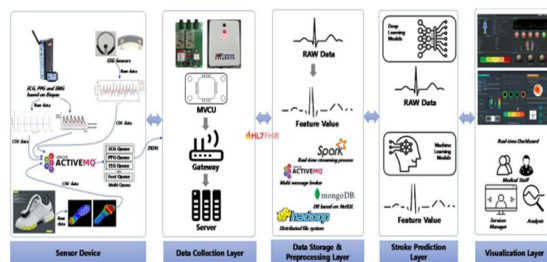 EEG Sensors
Raw data
ECG, PPG and EMG
based on Biopac
Raw data
CSV data
CSV data
APACHE
ACTIVEMQ
ECG Queue
PPG Queue
EEG Queue
Foot Queue
Multi Queue
JSON
CSV data
Raw data
Sensor Device
MVCU
Gateway
Server
Data Collection Layer
HL7 FHIR
RAW Data
Feature Value
Spark
Real-time streaming process
ACTIVEMQ
Multi message broker
mongoDB
DB based on NoSQL
hadoop
Distributed file system
Data Storage &
Preprocessing Layer
Deep
Learning
Models
RAW Data
Machine
Learning
Models
Feature Value
Stroke Prediction
Layer
Real-time Dashboard
Medical Staff
Services
Manager
Analysis
Visualization Layer